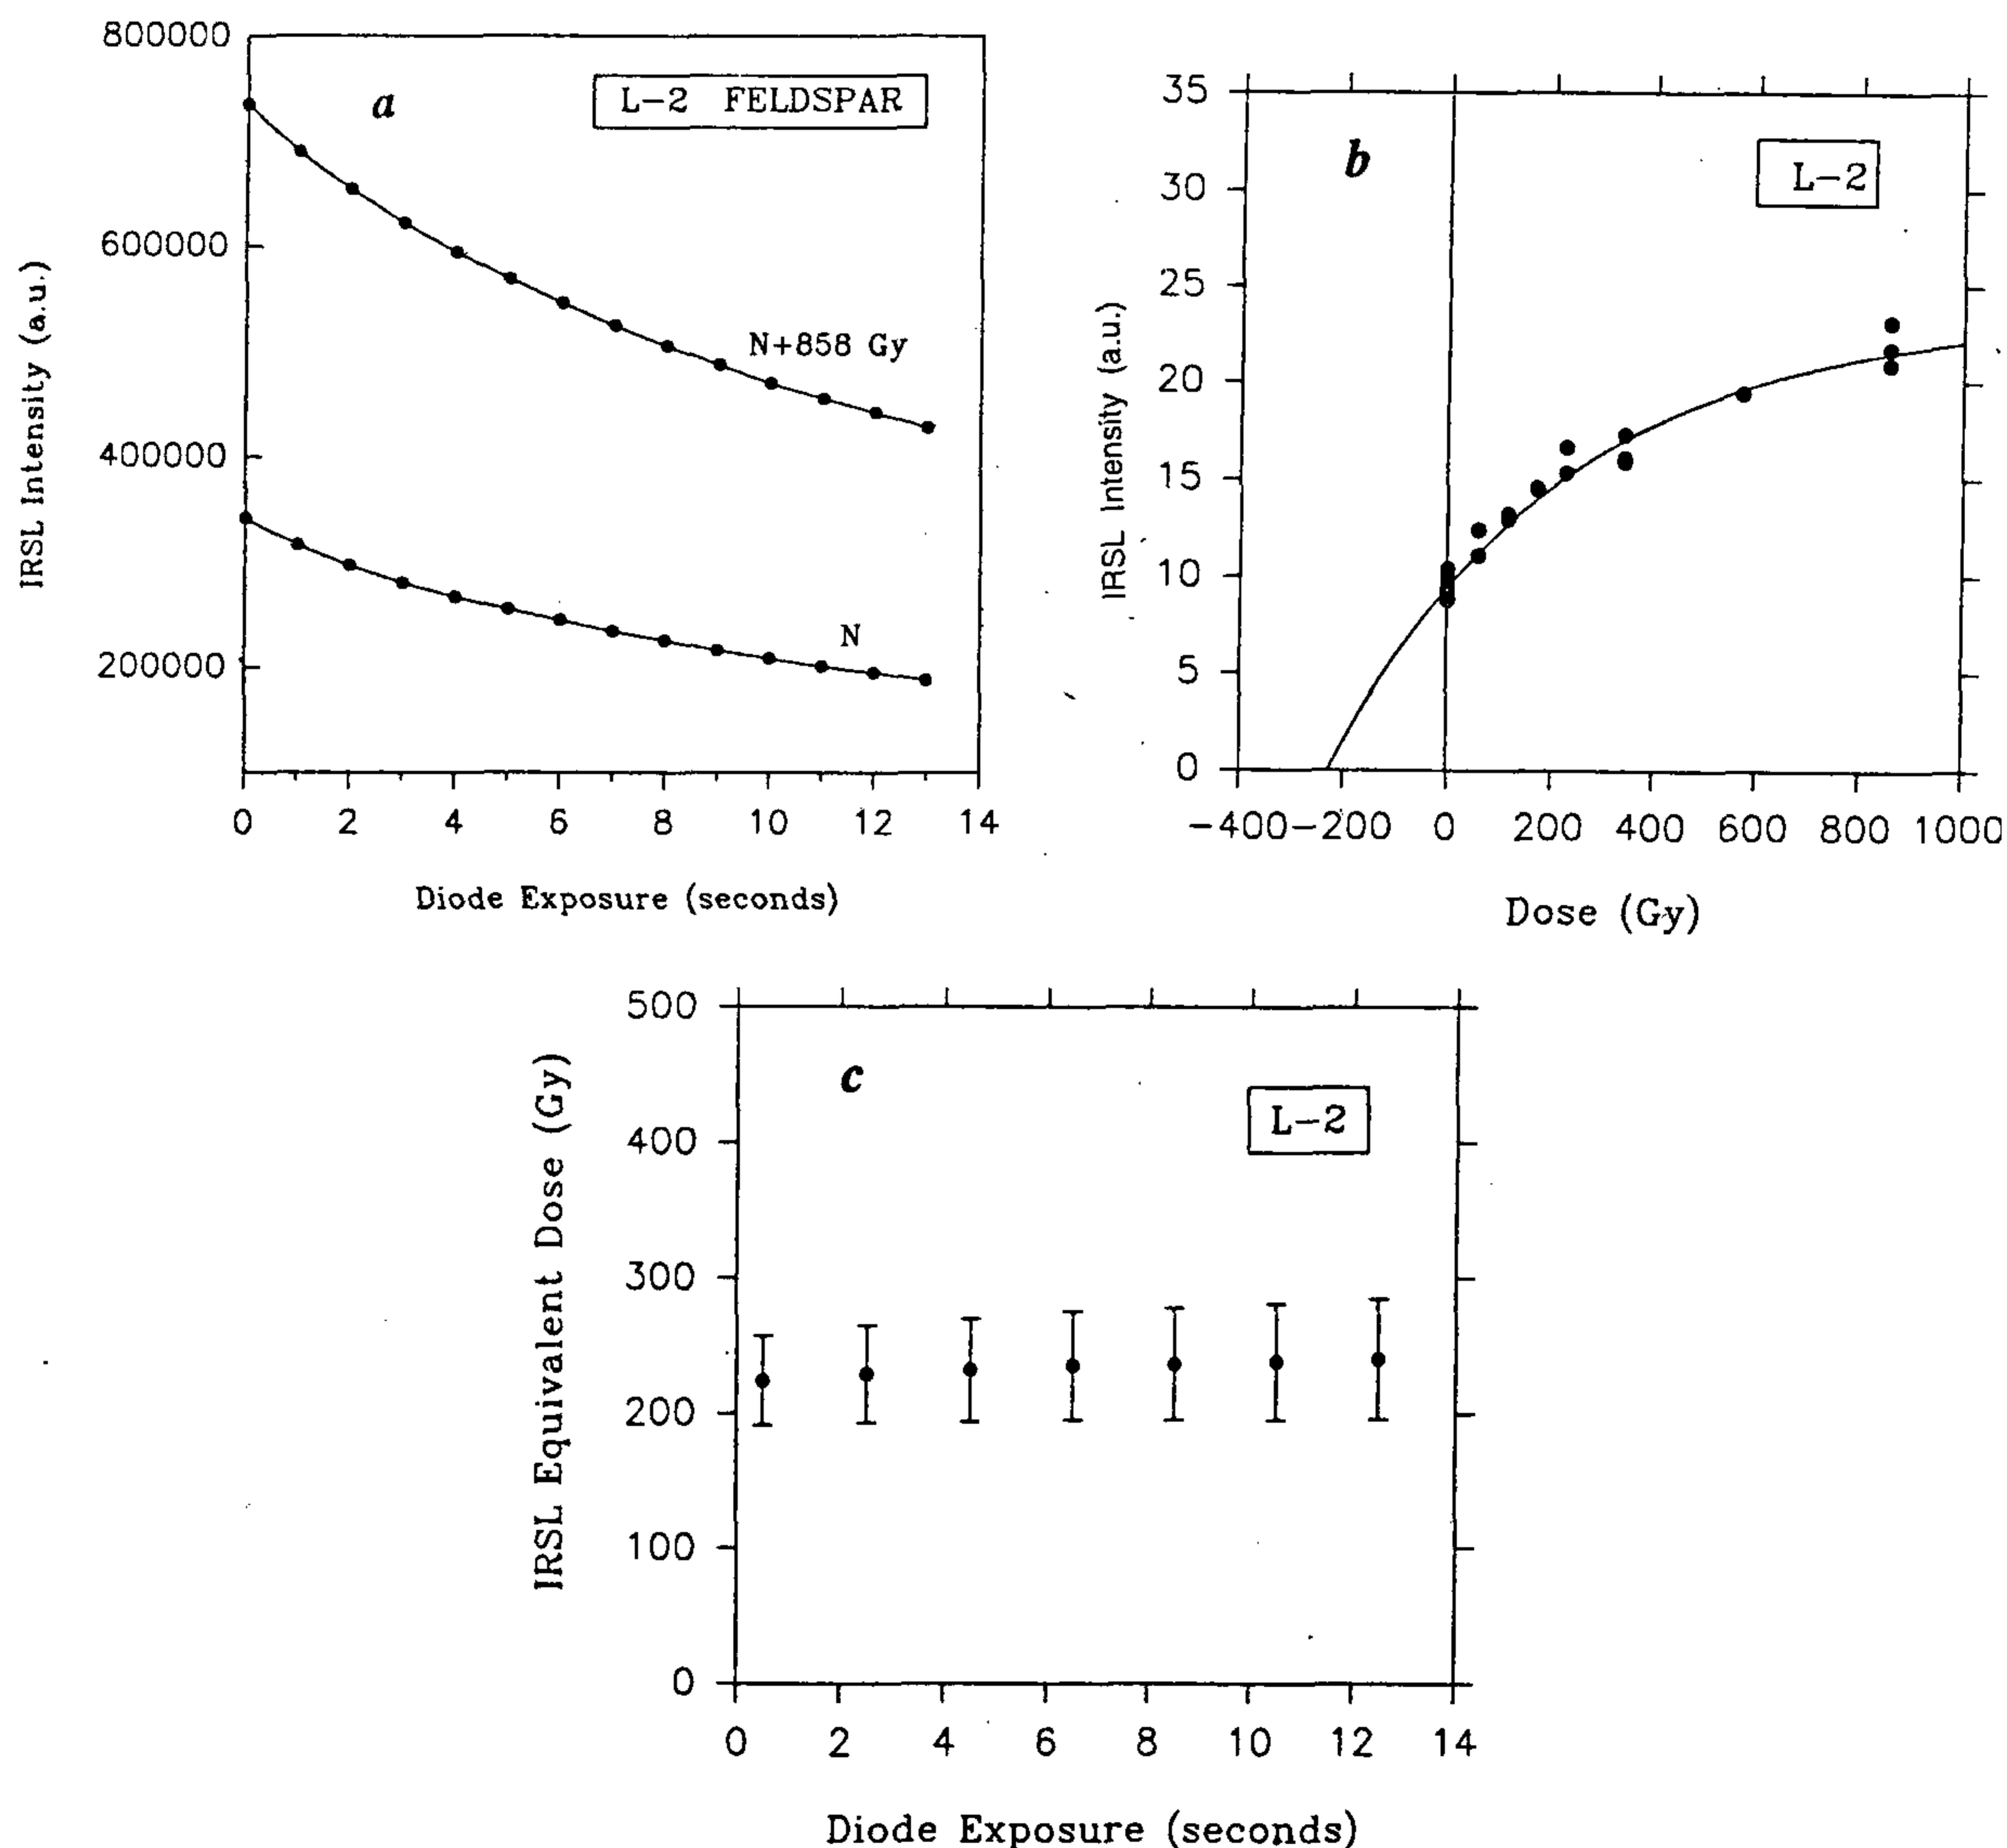 800000
600000
400000
200000
IRSL Intensity (a.u.)
a
L-2 FELDSPAR
N+858 Gy
N
0 2 4 6 8 10 12 14
Diode Exposure (seconds)
35
30
25
20
15
10
5
0
IRSL Intensity (a.u.)
b
L-2
-400-200 0 200 400 600 800 1000
Dose (Gy)
500
400
300
200
100
0
IRSL Equivalent Dose (Gy)
c
L-2
0 2 4 6 8 10 12 14
Diode Exposure (seconds)